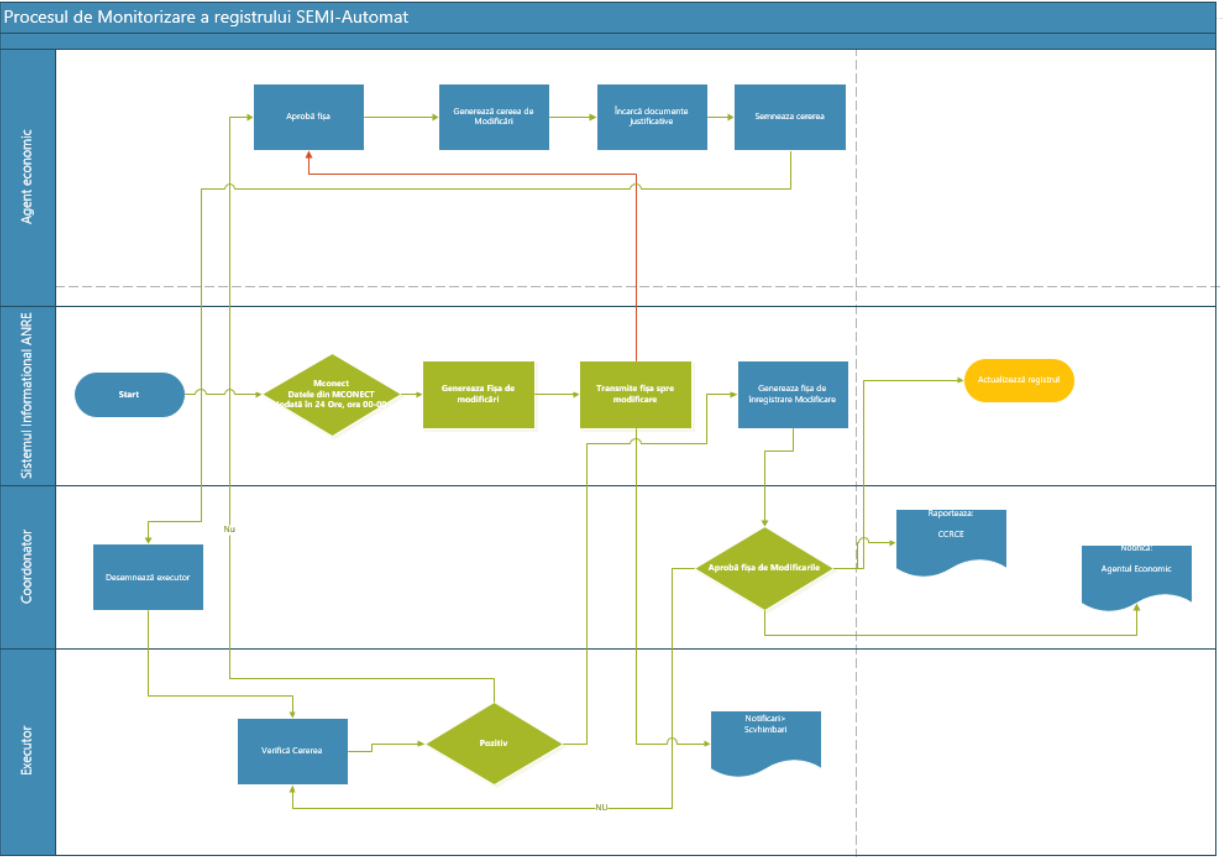 Procesul de Monitorizare a registrului SEMI-Automat
Agent economic
Aprobă fișa
Generează cereea de
Modificări
Încarcă documente
justificative
Semneaza cererea
Sistemul Informational ANRE
Start
Mconect
Datele din MCONECT
odată în 24 Ore, ora 00-00
Genereaza Fișa de
modificări
Transmite fișa spre
modificare
Genereaza fișa de
înregistrare Modificare
Actualizează registrul
Coordonator
Nu
Desemnează executor
Aprobă fișa de Modificarile
Raporteaza:
CCRCE
Notifică:
Agentul Economic
Executor
Verifică Cererea
Pozitiv
Notificari>
Scvhimbari
NU